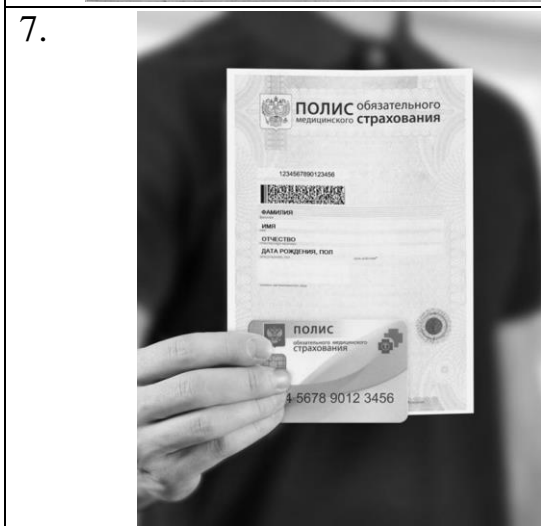 7.
ПОЛИС обязательного
медицинского страхования
1234567890123456
ФАМИЛИЯ
ИМЯ
ОТЧЕСТВО
ДАТА РОЖДЕНИЯ, ПОЛ
ПОЛИС
обязательного медицинского
страхования
4 5678 9012 3456